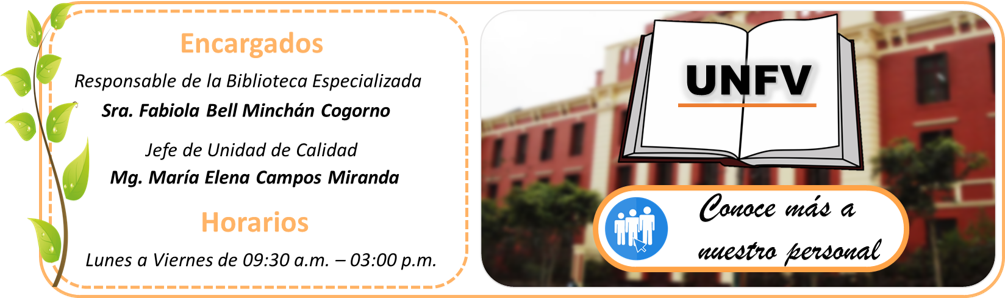 Encargados
Responsable de la Biblioteca Especializada
Sra. Fabiola Bell Minchán Cogorno
Jefe de Unidad de Calidad
Mg. María Elena Campos Miranda
Horarios
Lunes a Viernes de 09:30 a.m. – 03:00 p.m.
UNFV
Conoce más a
nuestro personal